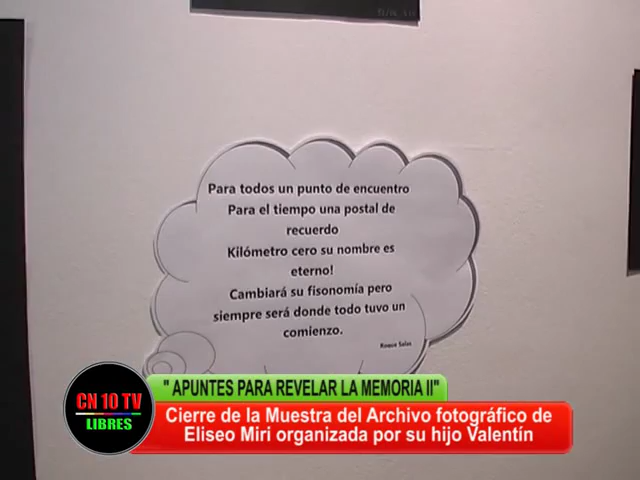 Para todos un punto de encuentro
Para el tiempo una postal de
recuerdo
Kilómetro cero su nombre es
eterno!
Cambiará su fisonomía pero
siempre será donde todo tuvo un
comienzo.
Roque Salas
CN 10 TV
LIBRES
" APUNTES PARA REVELAR LA MEMORIA II"
Cierre de la Muestra del Archivo fotográfico de
Eliseo Miri organizada por su hijo Valentín